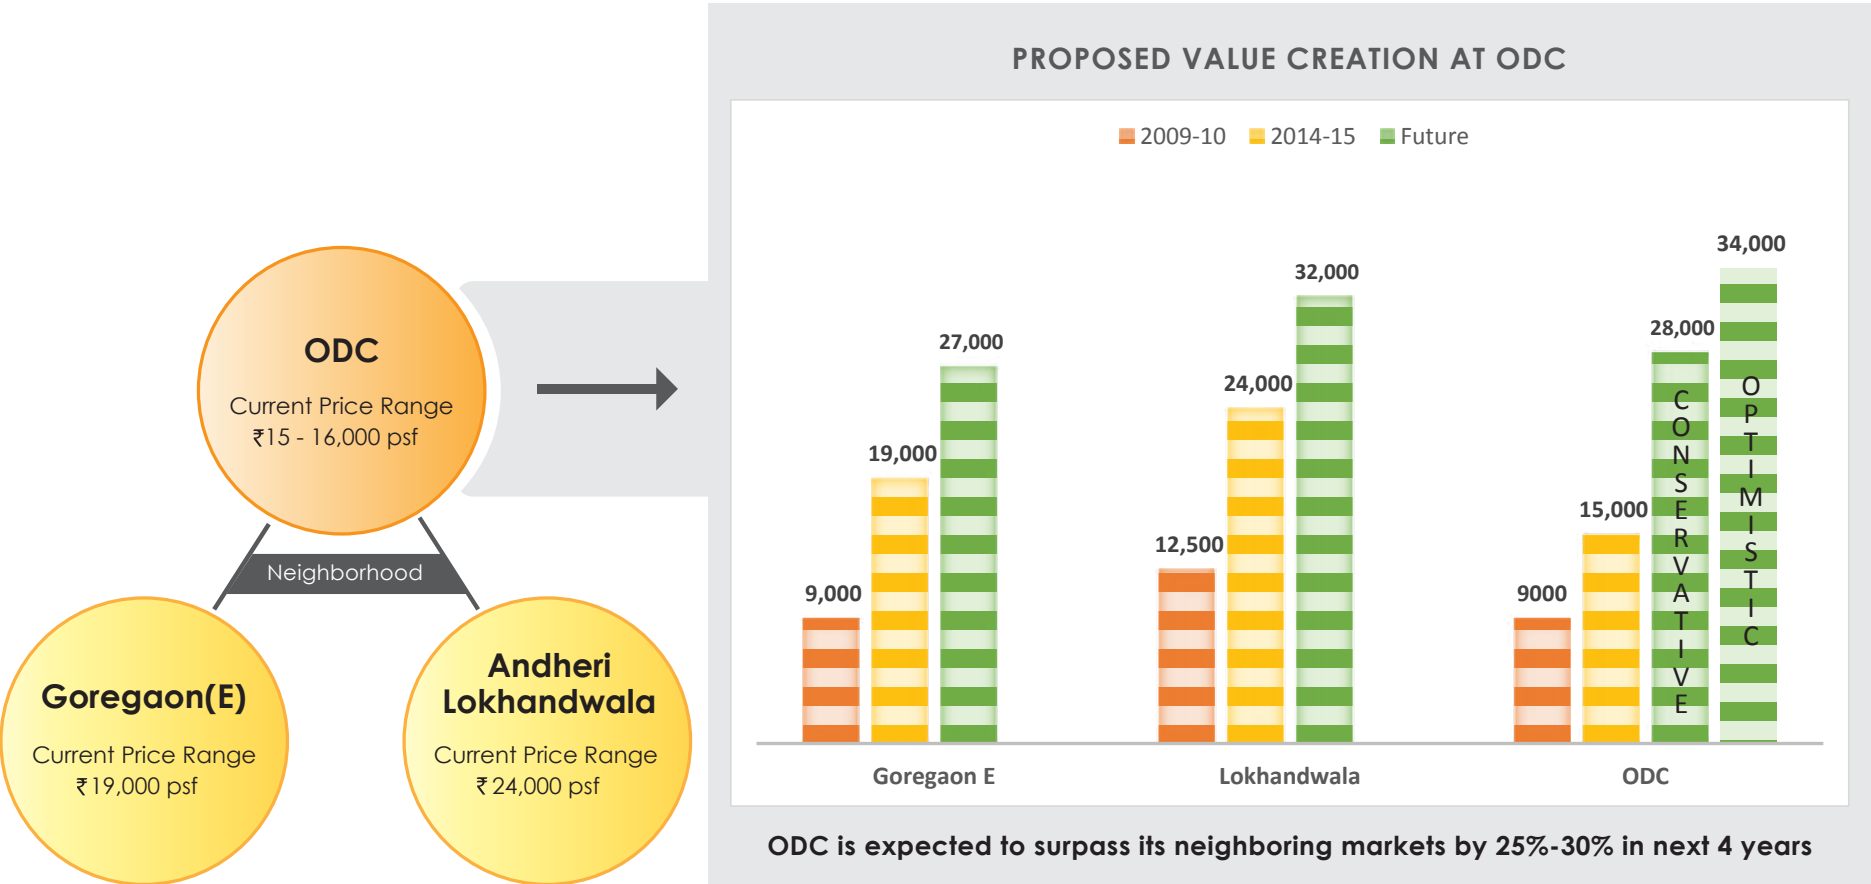 PROPOSED VALUE CREATION AT ODC
2009-10 2014-15 Future
ODC
Current Price Range
₹15 - 16,000 psf
Neighborhood
Goregaon(E)
Current Price Range
₹19,000 psf
Andheri
Lokhandwala
Current Price Range
₹24,000 psf
9,000
19,000
27,000
12,500
24,000
32,000
9000
15,000
28,000
34,000
CONSERVATIVE
OPTIMISTIC
Goregaon E
Lokhandwala
ODC
ODC is expected to surpass its neighboring markets by 25%-30% in next 4 years